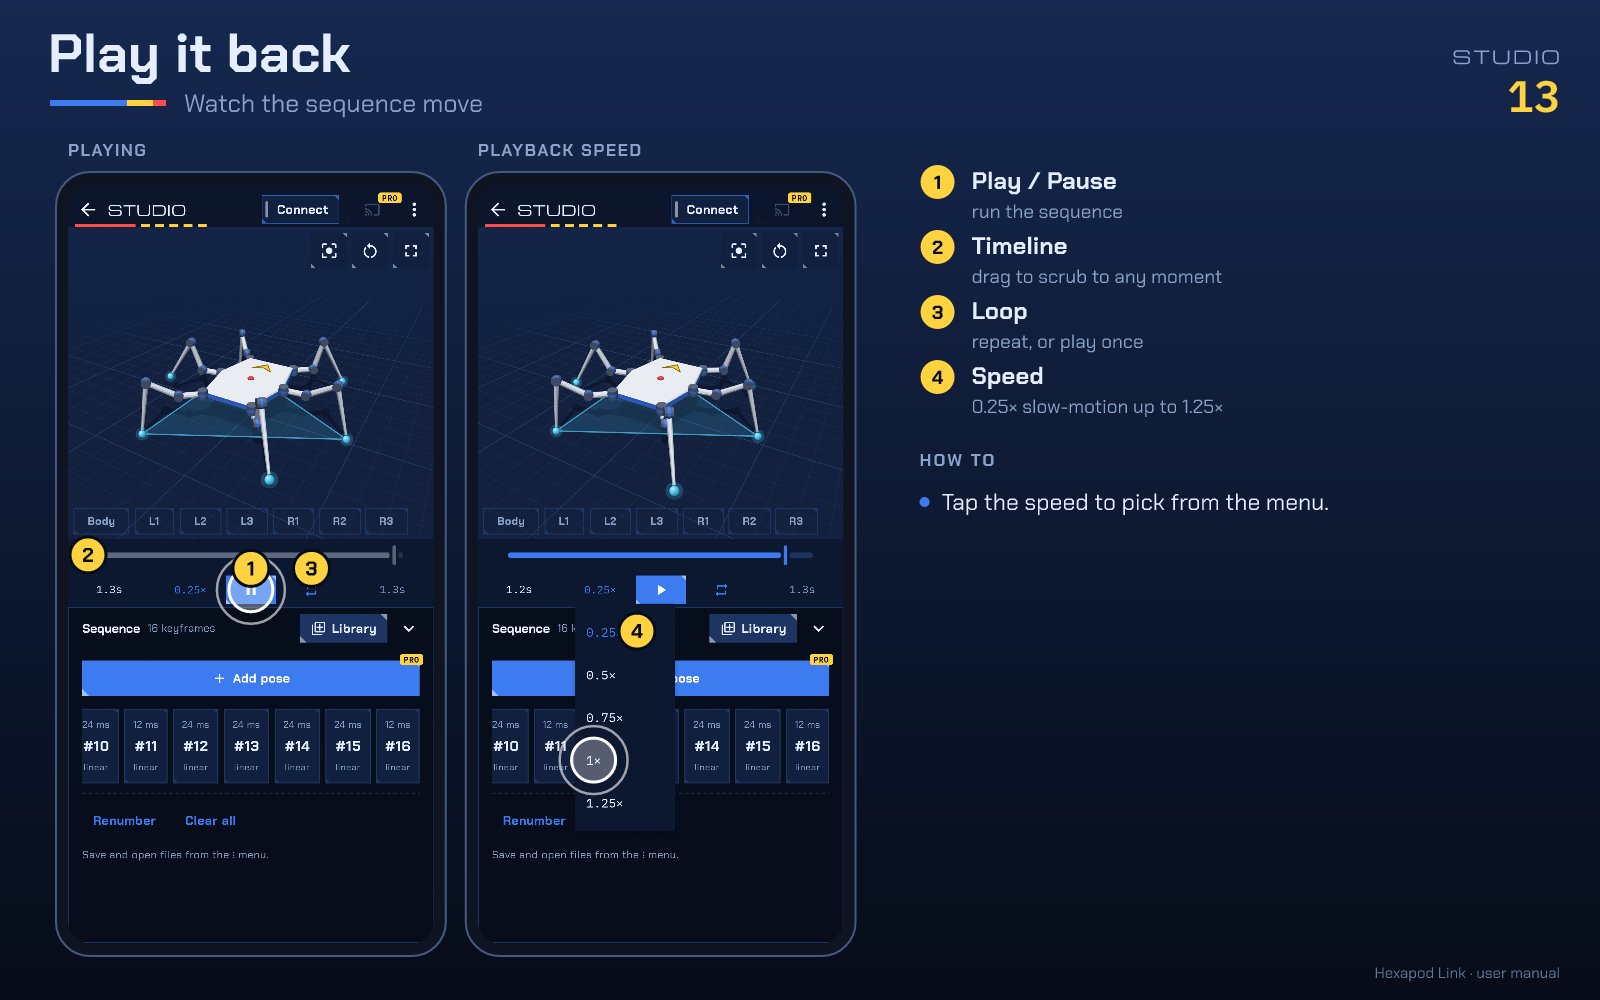 Play it back
Watch the sequence move
STUDIO
13
PLAYING
STUDIO
Connect
PRO
Body L1 L2 L3 R1 R2 R3
2
1
3
1.3s 0.25× 1.3s
Sequence 16 keyframes
Library
PRO
+ Add pose
24 ms 12 ms 24 ms 24 ms 24 ms 24 ms 12 ms
#10 #11 #12 #13 #14 #15 #16
linear linear linear linear linear linear linear
Renumber Clear all
Save and open files from the ⋮ menu.
PLAYBACK SPEED
STUDIO
Connect
PRO
Body L1 L2 L3 R1 R2 R3
1.2s 0.25× 1.3s
Sequence 16 k
Library
0.25
4
0.5×
0.75×
1×
1.25×
PRO
pose
24 ms 12 ms 24 ms 24 ms 12 ms
#10 #11 #14 #15 #16
linear linear linear linear
Renumber
Save and open files from the ⋮ menu.
1 Play / Pause
run the sequence
2 Timeline
drag to scrub to any moment
3 Loop
repeat, or play once
4 Speed
0.25× slow-motion up to 1.25×
HOW TO
Tap the speed to pick from the menu.
Hexapod Link · user manual